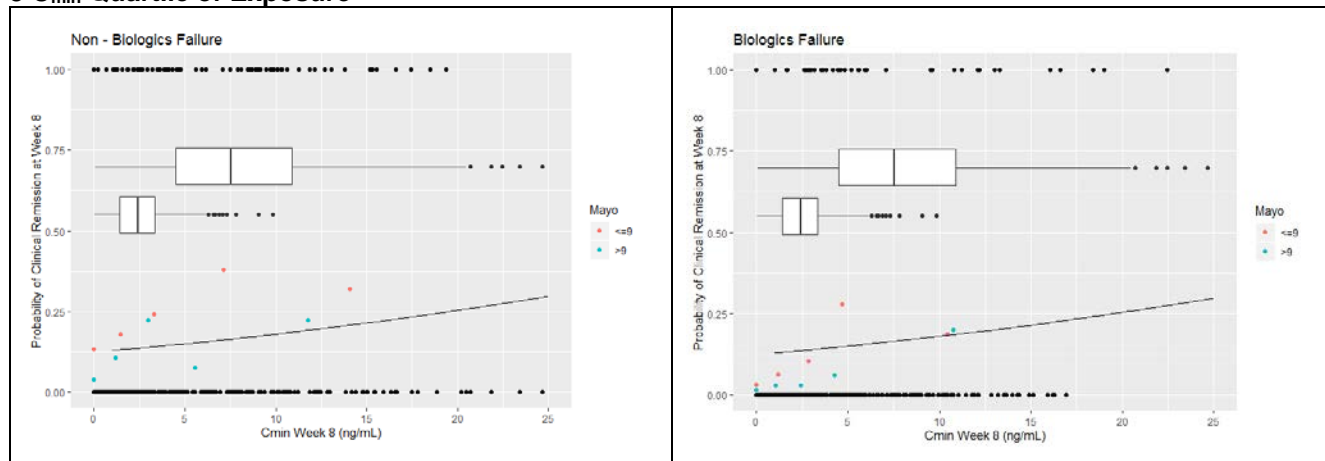 Non - Biologics Failure
1.00
0.75
0.50
0.25
0.00
Probability of Clinical Remission at Week 8
0 5 10 15 20 25
Cmin Week 8 (ng/mL)
Mayo
<=9
>9
Biologics Failure
1.00
0.75
0.50
0.25
0.00
Probability of Clinical Remission at Week 8
0 5 10 15 20 25
Cmin Week 8 (ng/mL)
Mayo
<=9
>9